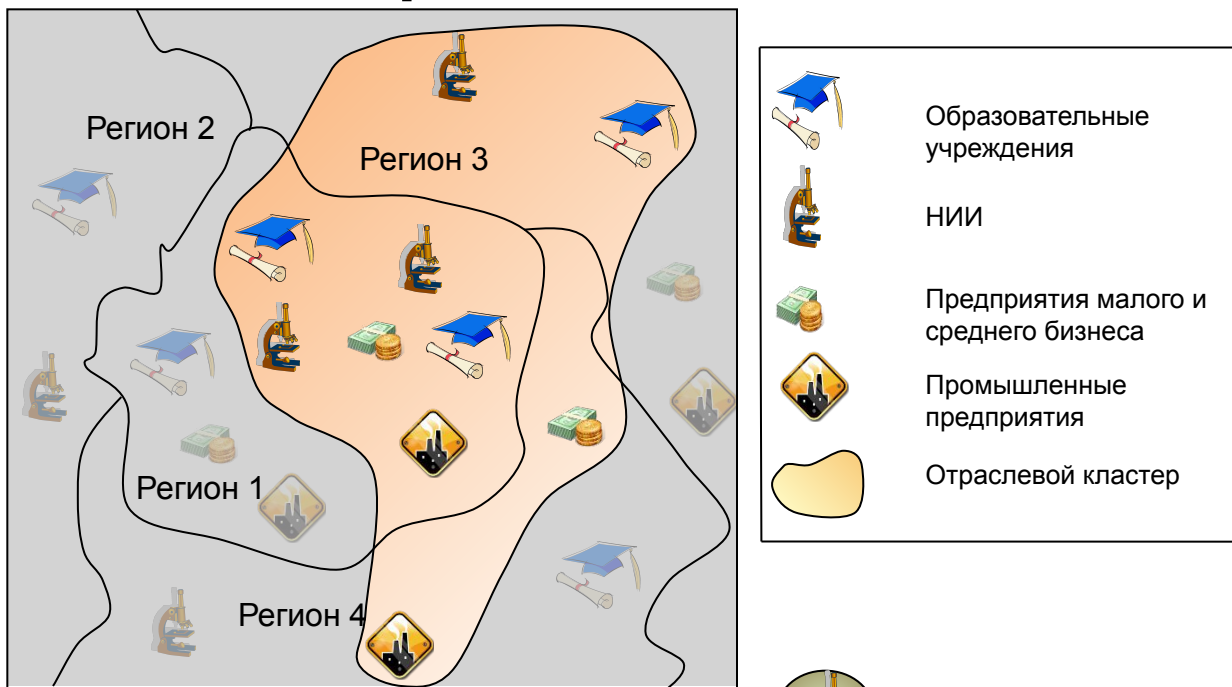 Регион 2
Регион 3
Регион 1
Регион 4
Образовательные
учреждения
НИИ
Предприятия малого и
среднего бизнеса
Промышленные
предприятия
Отраслевой кластер